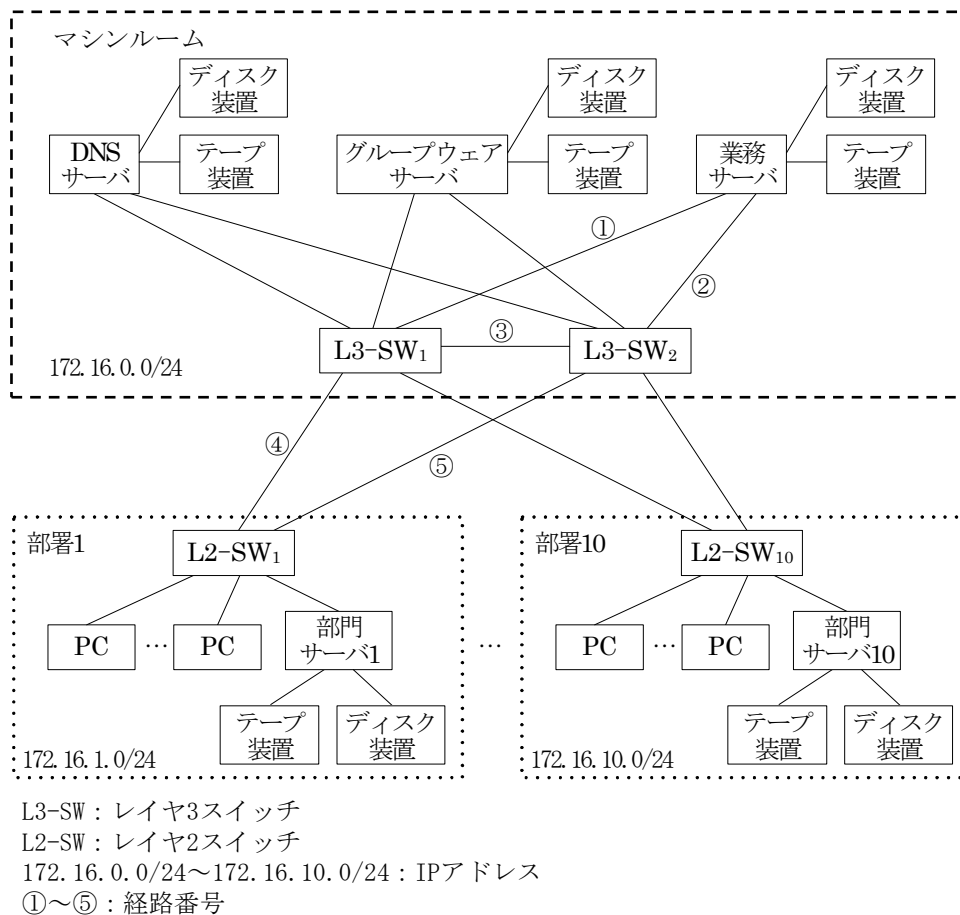 マシンルーム
ディスク
装置
ディスク
装置
ディスク
装置
DNS
サーバ
テープ
装置
グループウェア
サーバ
テープ
装置
業務
サーバ
テープ
装置
①
②
③
L3-SW₁
L3-SW₂
172.16.0.0/24
④
⑤
部署1
L2-SW₁
部署10
L2-SW₁₀
PC
…
PC
部門
サーバ1
…
PC
…
PC
部門
サーバ10
テープ
装置
ディスク
装置
テープ
装置
ディスク
装置
172.16.1.0/24
172.16.10.0/24
L3-SW:レイヤ3スイッチ
L2-SW:レイヤ2スイッチ
172.16.0.0/24~172.16.10.0/24:IPアドレス
①~⑤:経路番号